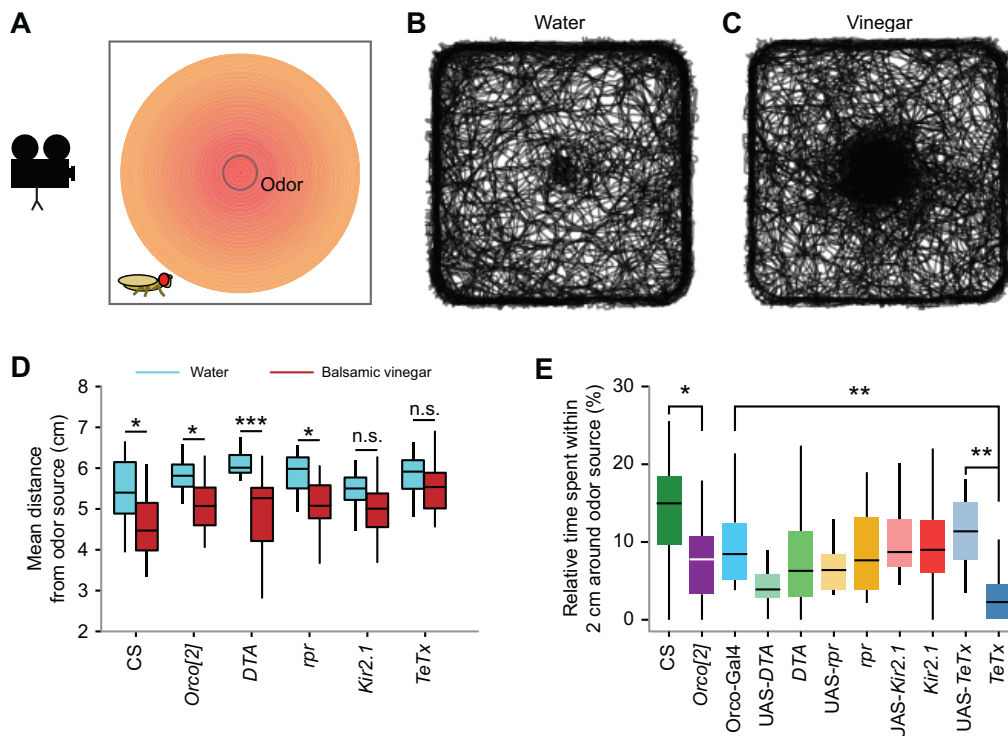 A
Odor
B
Water
C
Vinegar
D
Water
Balsamic vinegar
Mean distance
from odor source (cm)
8
7
6
5
4
3
2
*
*
***
*
n.s.
n.s.
CS
Orco[2]
DTA
rpr
Kir2.1
TeTx
E
Relative time spent within
2 cm around odor source (%)
30
20
10
0
*
**
**
CS
Orco[2]
Orco-Gal4
UAS-DTA
DTA
UAS-rpr
rpr
UAS-Kir2.1
Kir2.1
UAS-TeTx
TeTx